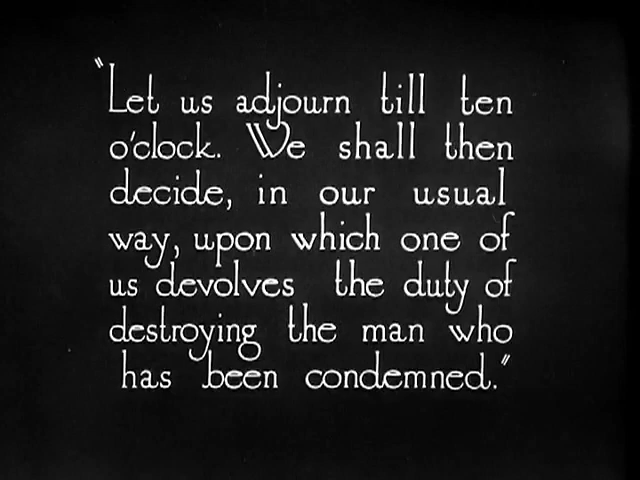 "Let us adjourn till ten
o'clock. We shall then
decide, in our usual
way, upon which one of
us devolves the duty of
destroying the man who
has been condemned."